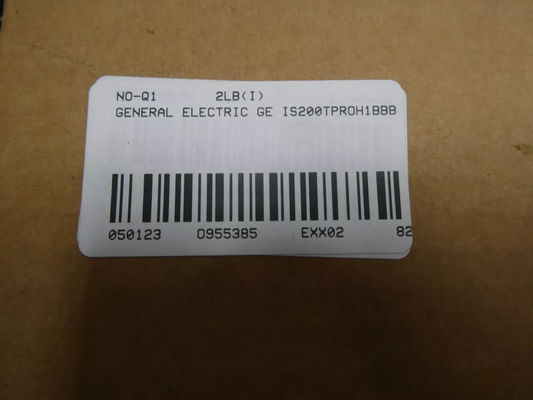 NO-Q1 2LB(I)
GENERAL ELECTRIC GE IS200TPROH1BBB
050123 0955385 EXX02 82